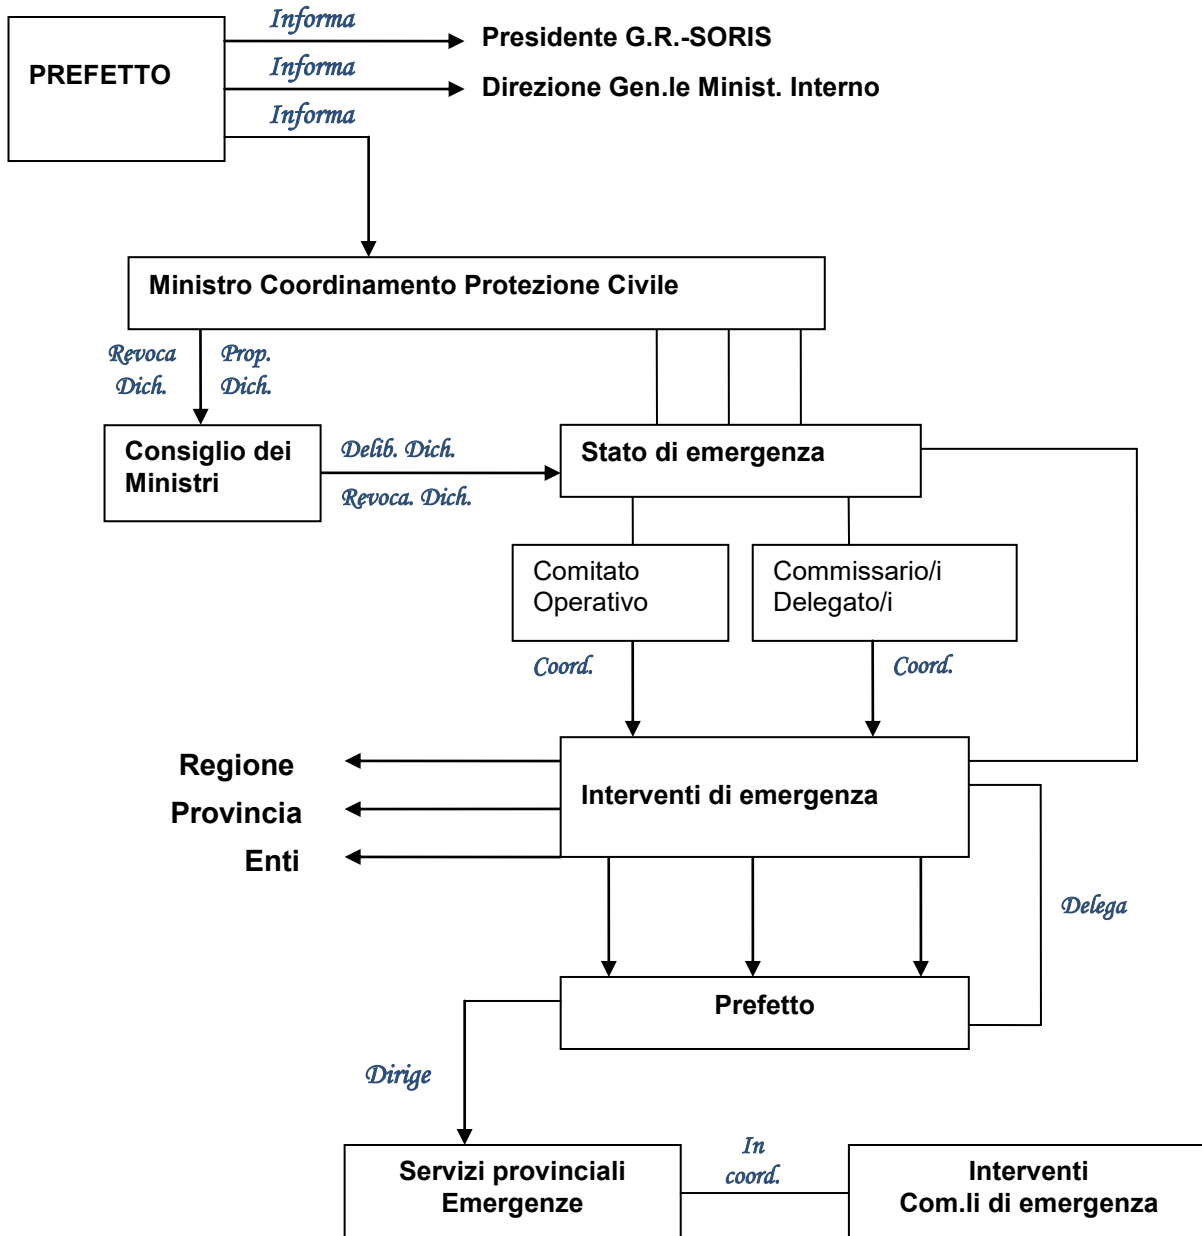 Informa
Presidente G.R.-SORIS
PREFETTO
Informa
Direzione Gen.le Minist. Interno
Informa
Ministro Coordinamento Protezione Civile
Revoca
Dich.
Prop.
Dich.
Consiglio dei
Ministri
Delib. Dich.
Revoca. Dich.
Stato di emergenza
Comitato
Operativo
Commissario/i
Delegato/i
Coord.
Coord.
Regione
Provincia
Enti
Interventi di emergenza
Delega
Prefetto
Dirige
Servizi provinciali
Emergenze
In
coord.
Interventi
Com.li di emergenza